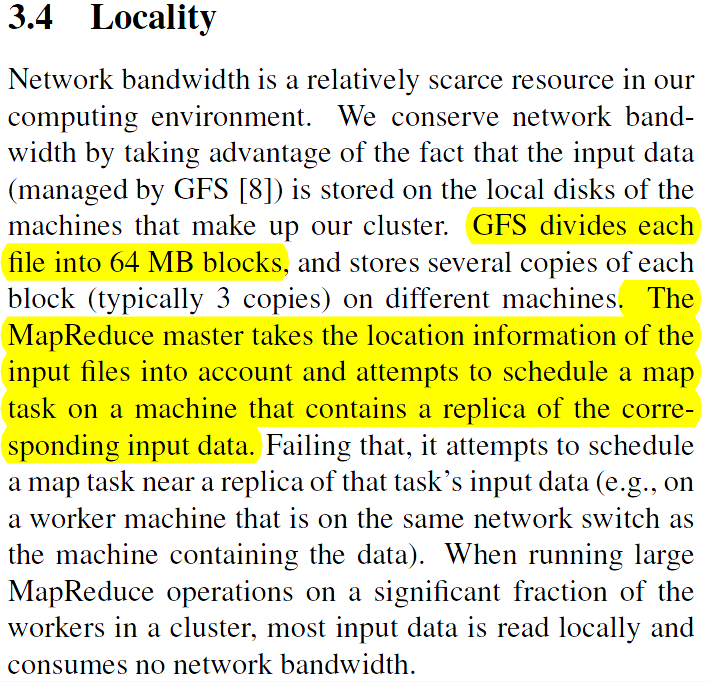 3.4 Locality
Network bandwidth is a relatively scarce resource in our
computing environment. We conserve network band-
width by taking advantage of the fact that the input data
(managed by GFS [8]) is stored on the local disks of the
machines that make up our cluster. GFS divides each
file into 64 MB blocks, and stores several copies of each
block (typically 3 copies) on different machines. The
MapReduce master takes the location information of the
input files into account and attempts to schedule a map
task on a machine that contains a replica of the corre-
sponding input data. Failing that, it attempts to schedule
a map task near a replica of that task's input data (e.g., on
a worker machine that is on the same network switch as
the machine containing the data). When running large
MapReduce operations on a significant fraction of the
workers in a cluster, most input data is read locally and
consumes no network bandwidth.